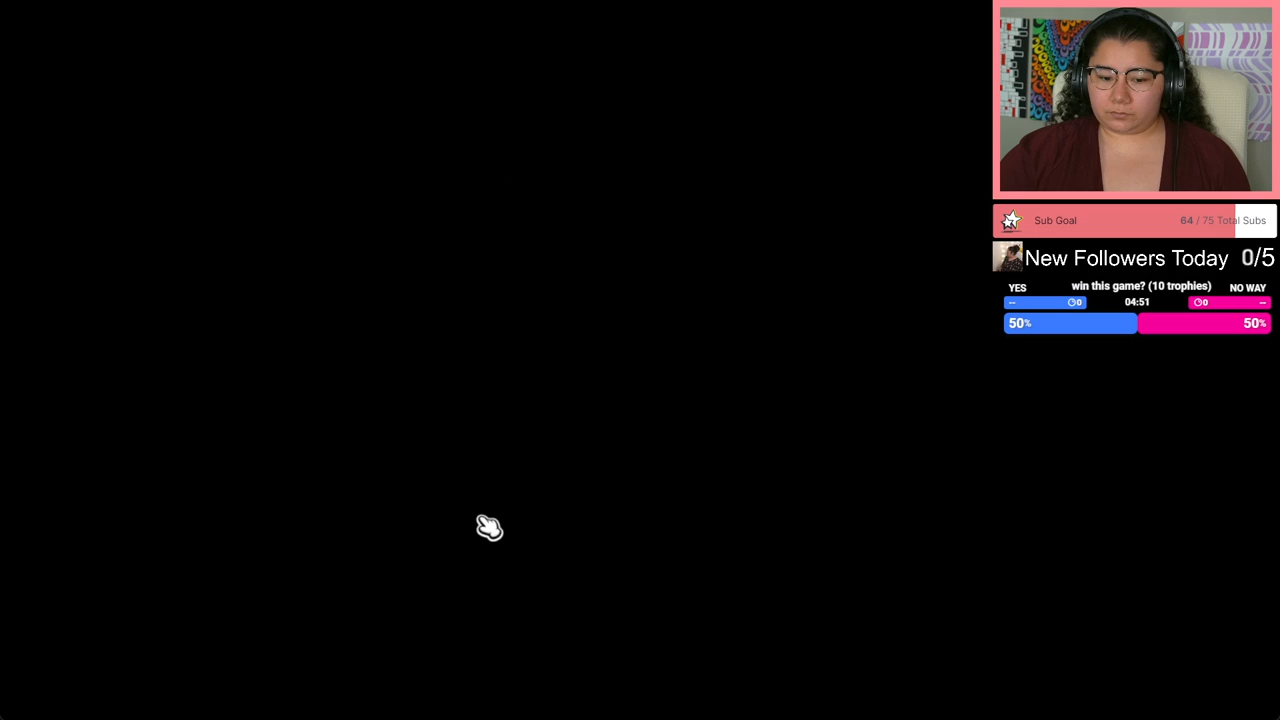 Sub Goal 64 / 75 Total Subs
New Followers Today 0/5
YES win this game? (10 trophies) NO WAY
-- 0 04:51 0 --
50% 50%